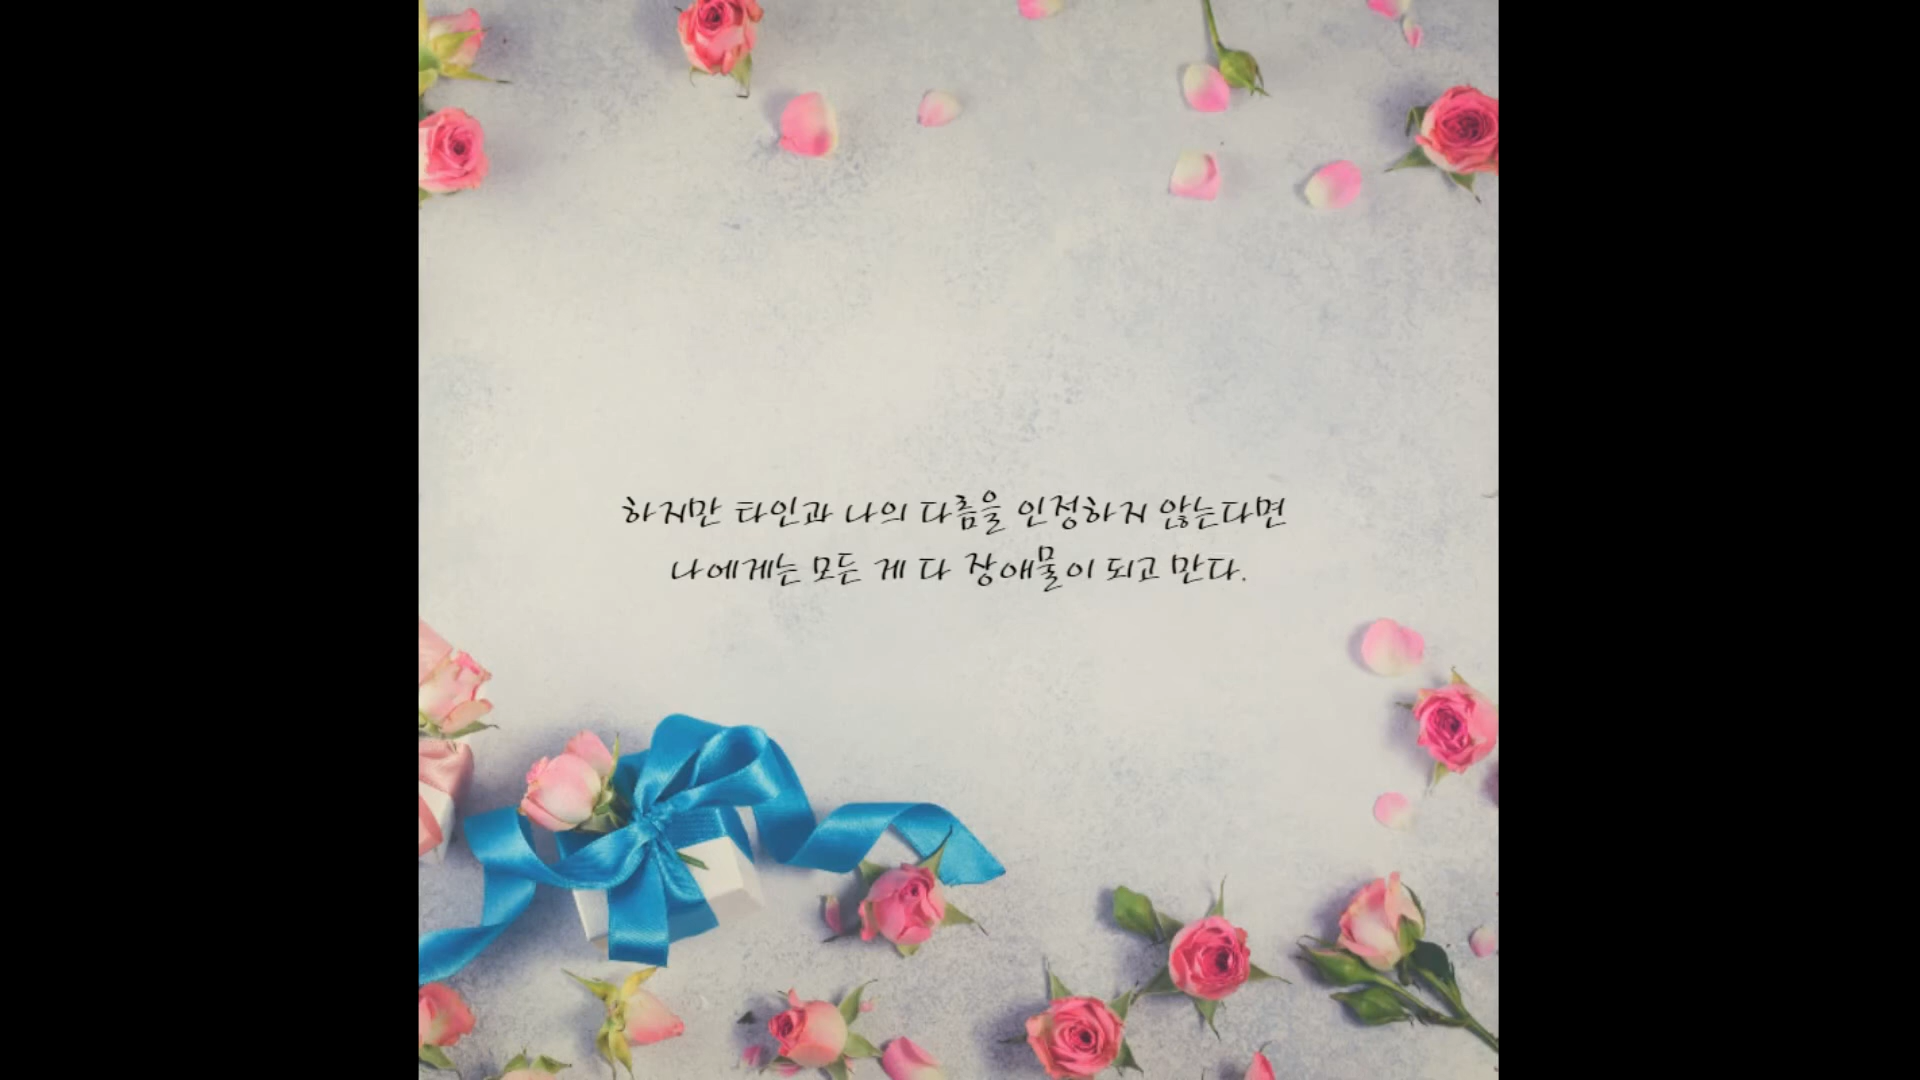 하지만 타인과 나의 다름을 인정하지 않는다면
나에게는 모든 게 다 장애물이 되고 만다.